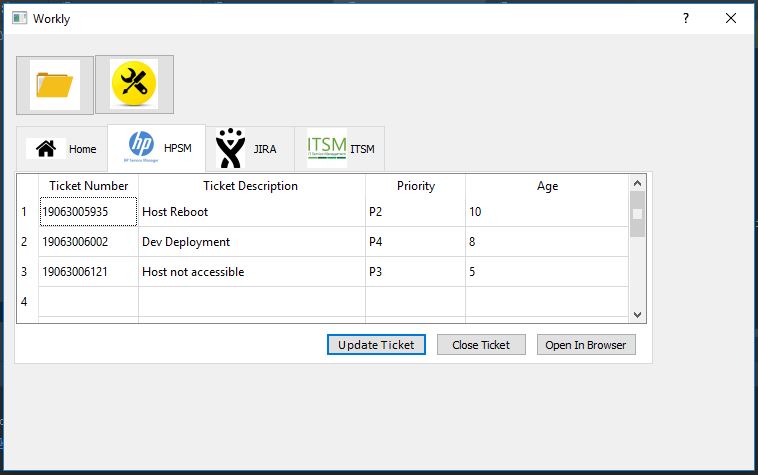 Workly
?
Home
hp
HP Service Manager
HPSM
JIRA
ITSM
IT Service Management
ITSM
Ticket Number Ticket Description Priority Age
1 19063005935 Host Reboot P2 10
2 19063006002 Dev Deployment P4 8
3 19063006121 Host not accessible P3 5
4
Update Ticket Close Ticket Open In Browser